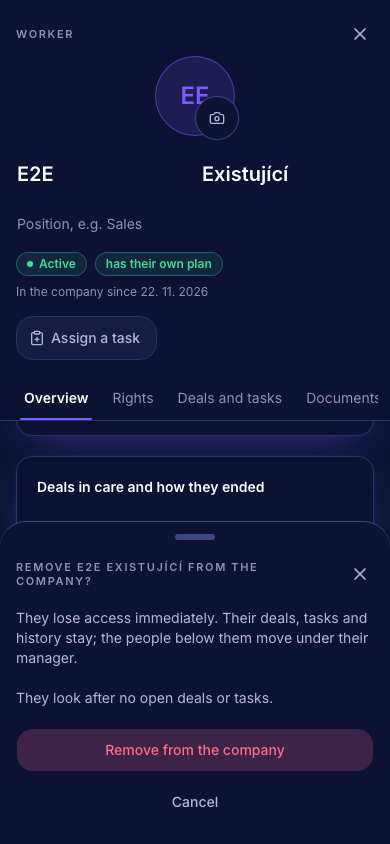 WORKER
EE
E2E Existující
Position, e.g. Sales
Active has their own plan
In the company since 22. 11. 2026
Assign a task
Overview Rights Deals and tasks Documents
Deals in care and how they ended
REMOVE E2E EXISTUJÍCÍ FROM THE
COMPANY?
They lose access immediately. Their deals, tasks and
history stay; the people below them move under their
manager.
They look after no open deals or tasks.
Remove from the company
Cancel